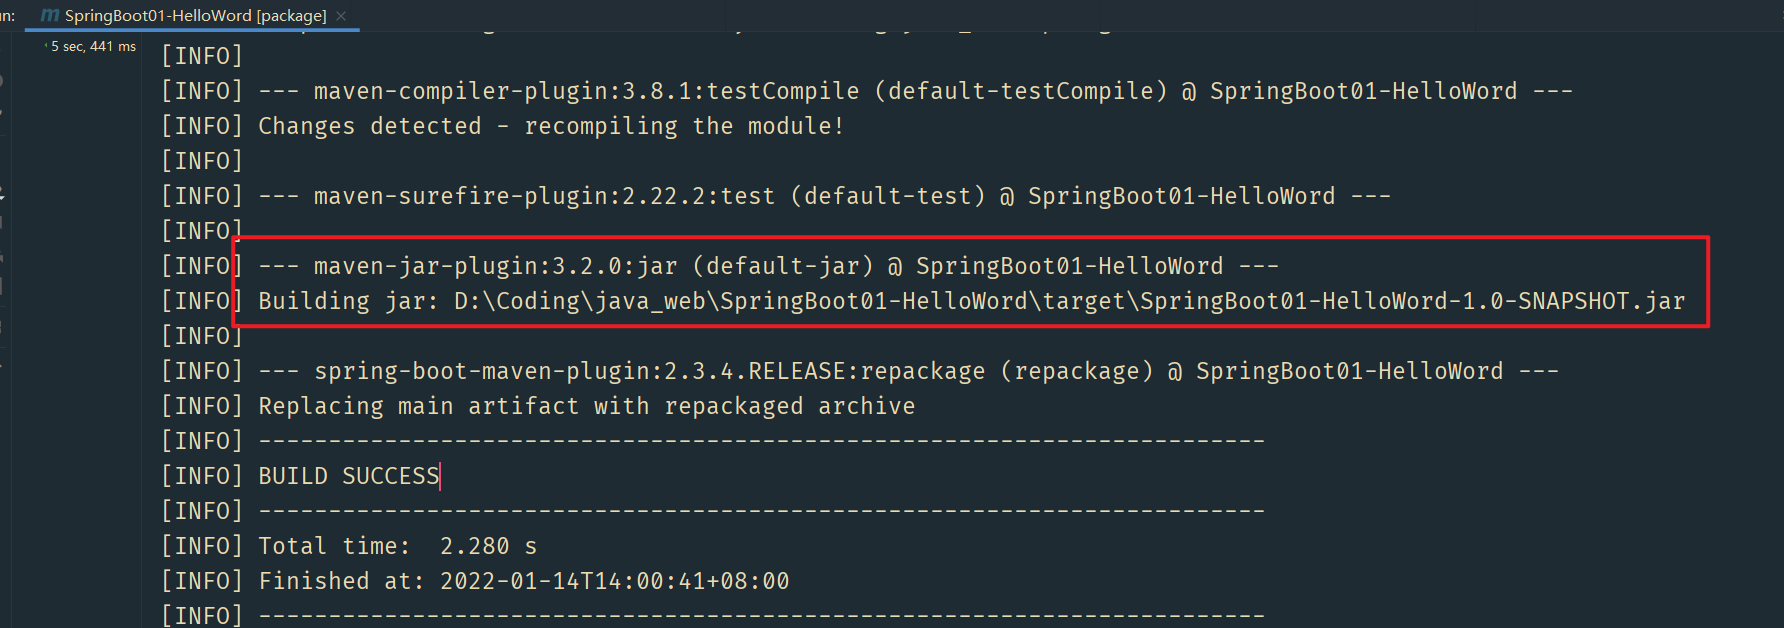 n:
m SpringBoot01-HelloWord [package] ×
5 sec, 441 ms
[INFO]
[INFO] --- maven-compiler-plugin:3.8.1:testCompile (default-testCompile) @ SpringBoot01-HelloWord ---
[INFO] Changes detected - recompiling the module!
[INFO]
[INFO] --- maven-surefire-plugin:2.22.2:test (default-test) @ SpringBoot01-HelloWord ---
[INFO]
[INFO] --- maven-jar-plugin:3.2.0:jar (default-jar) @ SpringBoot01-HelloWord ---
[INFO] Building jar: D:\Coding\java_web\SpringBoot01-HelloWord\target\SpringBoot01-HelloWord-1.0-SNAPSHOT.jar
[INFO]
[INFO] --- spring-boot-maven-plugin:2.3.4.RELEASE:repackage (repackage) @ SpringBoot01-HelloWord ---
[INFO] Replacing main artifact with repackaged archive
[INFO] ------------------------------------------------------------------------
[INFO] BUILD SUCCESS
[INFO] ------------------------------------------------------------------------
[INFO] Total time:  2.280 s
[INFO] Finished at: 2022-01-14T14:00:41+08:00
[INFO] ------------------------------------------------------------------------